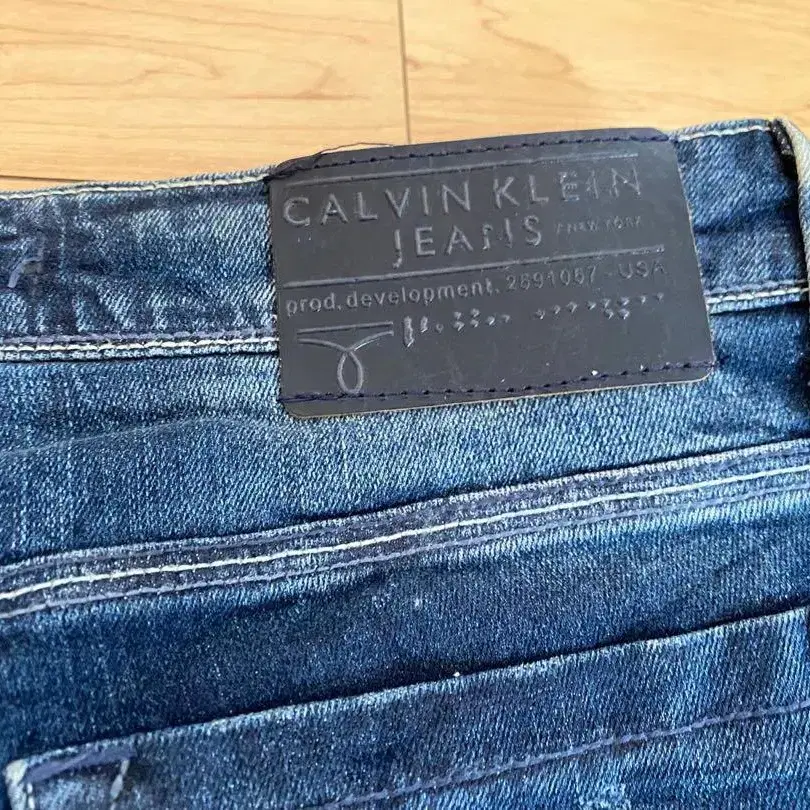 CALVIN KLEIN
JEANS / NEW YORK
prod.development. 2591057 - USA